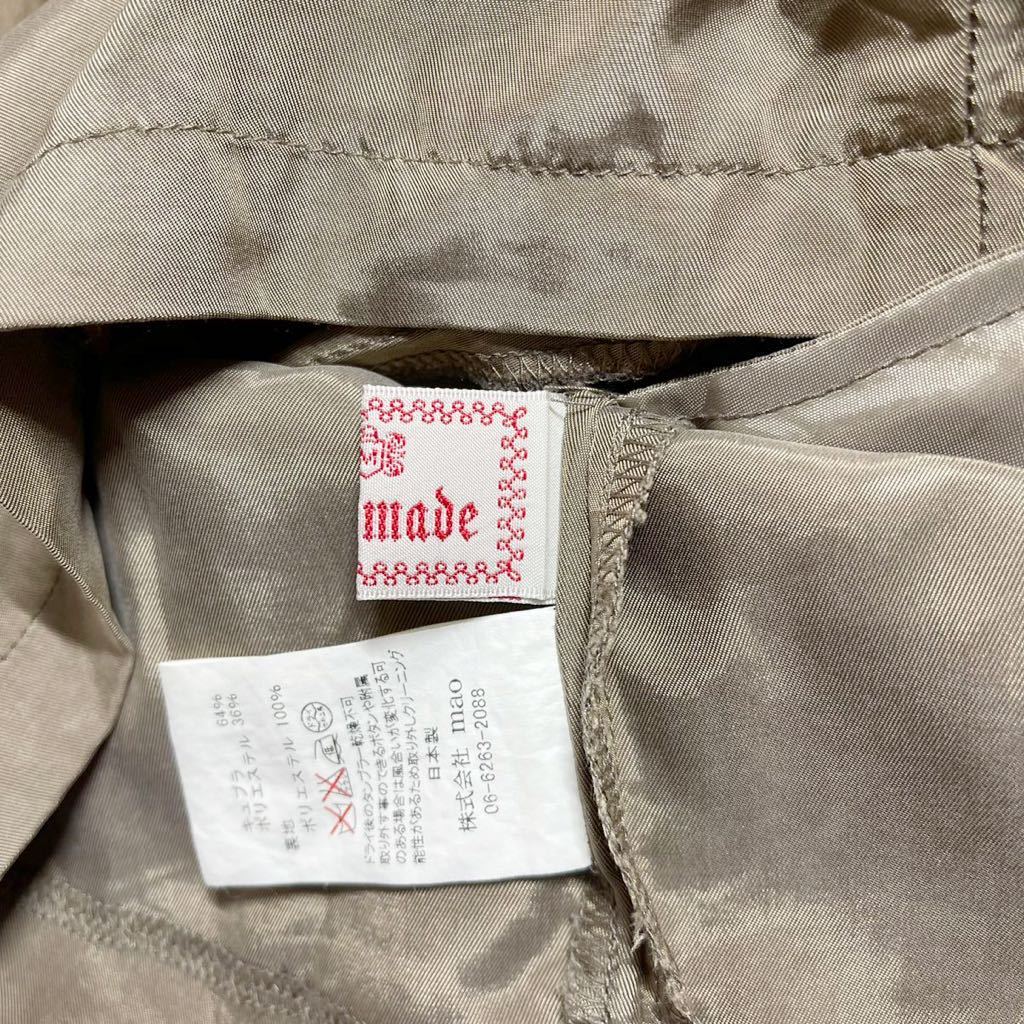 M
made
キュプラ 64%
ポリエステル 36%
裏地
ポリエステル 100%
ドライ後のタンブラー乾燥不可
取り外す事のできるボタンや附属
のある場合は風合いが変化する可
能性があるため取り外しクリーニング
日本製
株式会社 mao
06-6263-2088